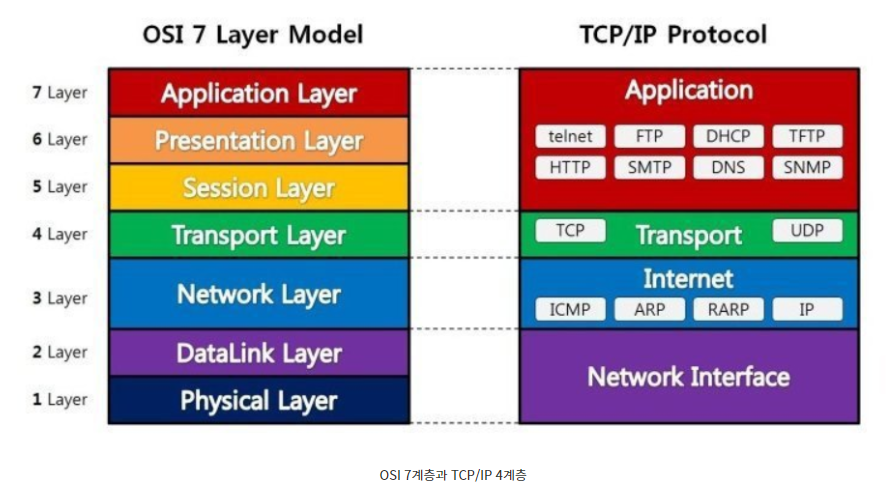 OSI 7 Layer Model
TCP/IP Protocol
7 Layer
Application Layer
6 Layer
Presentation Layer
5 Layer
Session Layer
4 Layer
Transport Layer
3 Layer
Network Layer
2 Layer
DataLink Layer
1 Layer
Physical Layer
Application
telnet FTP DHCP TFTP
HTTP SMTP DNS SNMP
TCP Transport UDP
Internet
ICMP ARP RARP IP
Network Interface
OSI 7계층과 TCP/IP 4계층